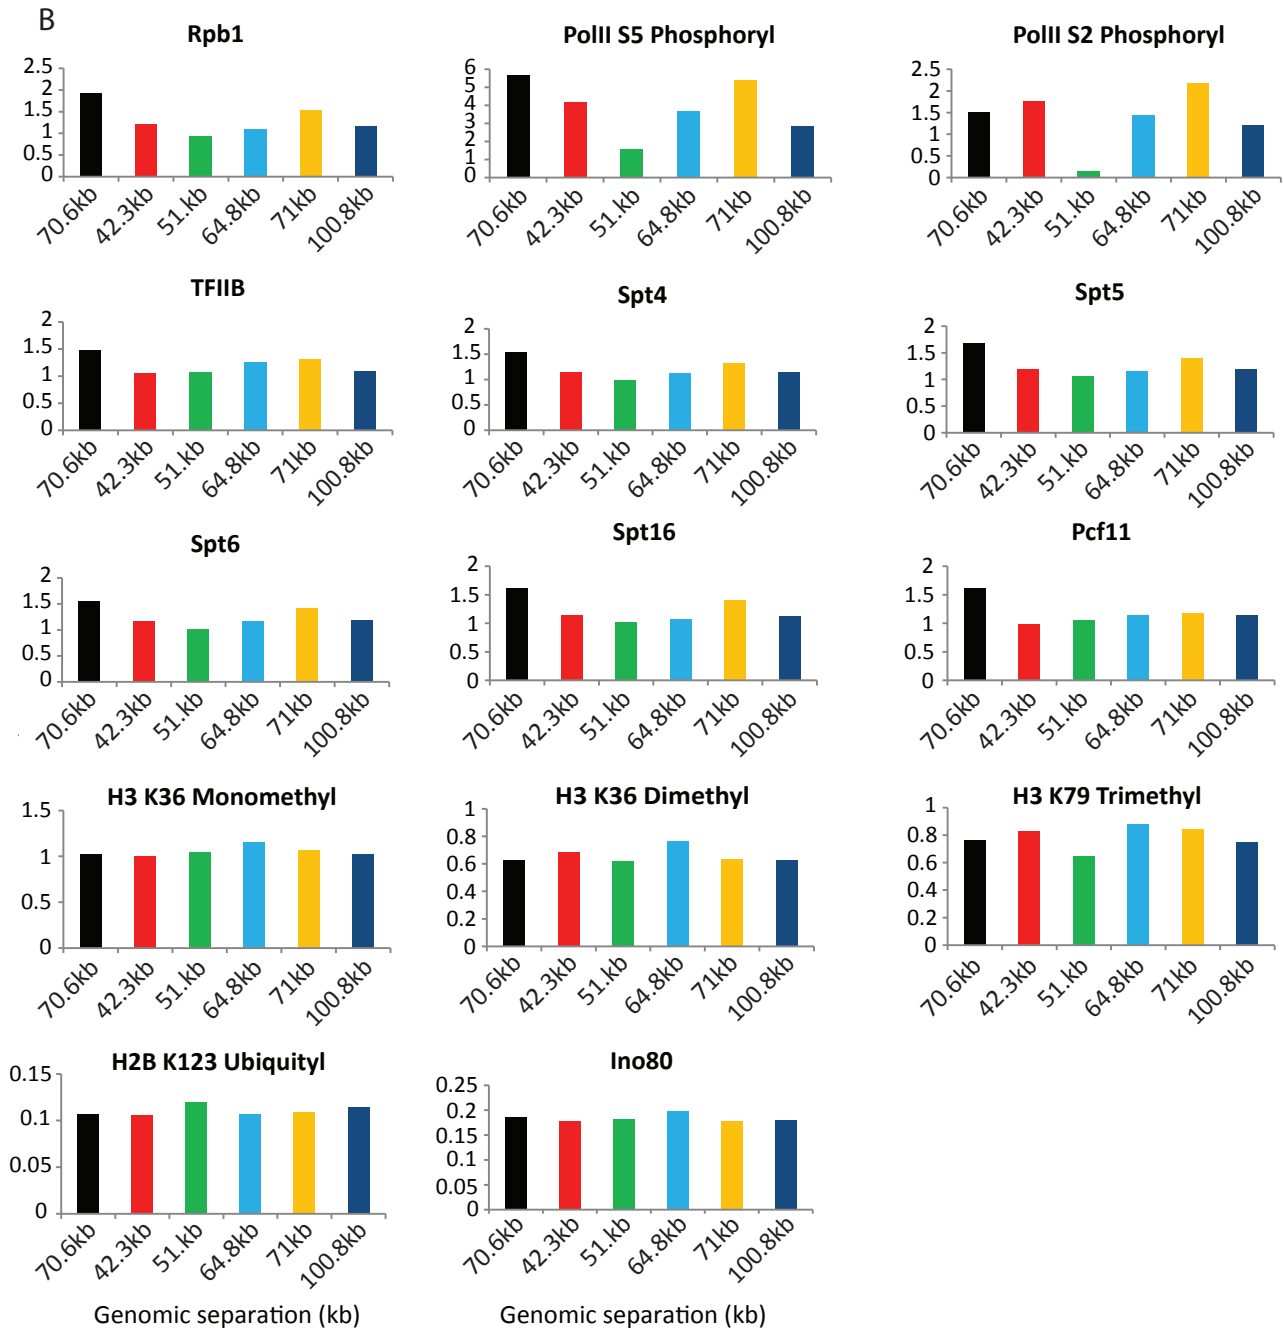 B
Rpb1
PolII S5 Phosphoryl
PolII S2 Phosphoryl
2.5
2
1.5
1
0.5
0
70.6kb
42.3kb
51.kb
64.8kb
71kb
100.8kb
6
5
4
3
2
1
0
70.6kb
42.3kb
51.kb
64.8kb
71kb
100.8kb
2.5
2
1.5
1
0.5
0
70.6kb
42.3kb
51.kb
64.8kb
71kb
100.8kb
TFIIB
Spt4
Spt5
2
1.5
1
0.5
0
70.6kb
42.3kb
51.kb
64.8kb
71kb
100.8kb
2
1.5
1
0.5
0
70.6kb
42.3kb
51.kb
64.8kb
71kb
100.8kb
2
1.5
1
0.5
0
70.6kb
42.3kb
51.kb
64.8kb
71kb
100.8kb
Spt6
Spt16
Pcf11
2
1.5
1
0.5
0
70.6kb
42.3kb
51.kb
64.8kb
71kb
100.8kb
2
1.5
1
0.5
0
70.6kb
42.3kb
51.kb
64.8kb
71kb
100.8kb
2
1.5
1
0.5
0
70.6kb
42.3kb
51.kb
64.8kb
71kb
100.8kb
H3 K36 Monomethyl
H3 K36 Dimethyl
H3 K79 Trimethyl
1.5
1
0.5
0
70.6kb
42.3kb
51.kb
64.8kb
71kb
100.8kb
1
0.8
0.6
0.4
0.2
0
70.6kb
42.3kb
51.kb
64.8kb
71kb
100.8kb
1
0.8
0.6
0.4
0.2
0
70.6kb
42.3kb
51.kb
64.8kb
71kb
100.8kb
H2B K123 Ubiquityl
Ino80
0.15
0.1
0.05
0
70.6kb
42.3kb
51.kb
64.8kb
71kb
100.8kb
0.25
0.2
0.15
0.1
0.05
0
70.6kb
42.3kb
51.kb
64.8kb
71kb
100.8kb
Genomic separation (kb)
Genomic separation (kb)